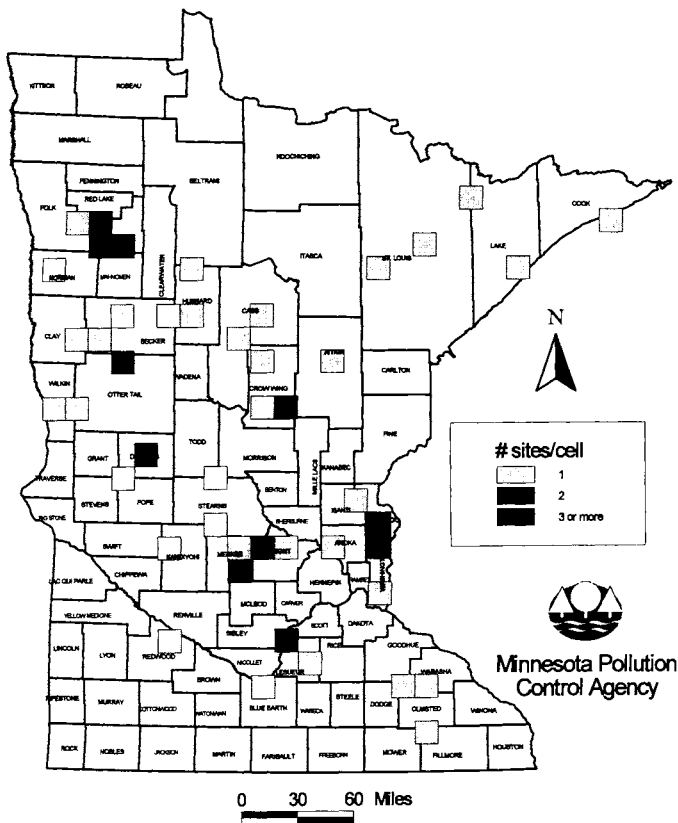 KITTSON
ROSEAU
MARSHALL
KOOCHICHING
BELTRAMI
PENNINGTON
RED LAKE
POLK
COOK
LAKE
ST. LOUIS
ITASCA
CLEARWATER
NORMAN
MAHNOMEN
HUBBARD
CASS
CLAY
BECKER
N
AITKIN
CARLTON
WADENA
WILKIN
OTTER TAIL
CROW WING
PINE
TODD
MORRISON
MILLE LACS
KANABEC
GRANT
# sites/cell
1
2
3 or more
TRAVERSE
STEVENS
POPE
STEARNS
BENTON
ISANTI
BIG STONE
SHERBURNE
SWIFT
KANDIYOHI
ANOKA
LAC QUI PARLE
CHIPPEWA
HENNEPIN
MCLEOD
CARVER
YELLOW MEDICINE
RENVILLE
SIBLEY
SCOTT
DAKOTA
LINCOLN
LYON
REDWOOD
NICOLLET
LESUEUR
RICE
GOODHUE
WABASHA
Minnesota Pollution
Control Agency
BROWN
PIPESTONE
MURRAY
COTTONWOOD
WATONWAN
BLUE EARTH
WASECA
STEELE
DODGE
OLMSTED
WINONA
ROCK
NOBLES
JACKSON
MARTIN
FARIBAULT
FREEBORN
MOWER
FILLMORE
HOUSTON
0 30 60 Miles